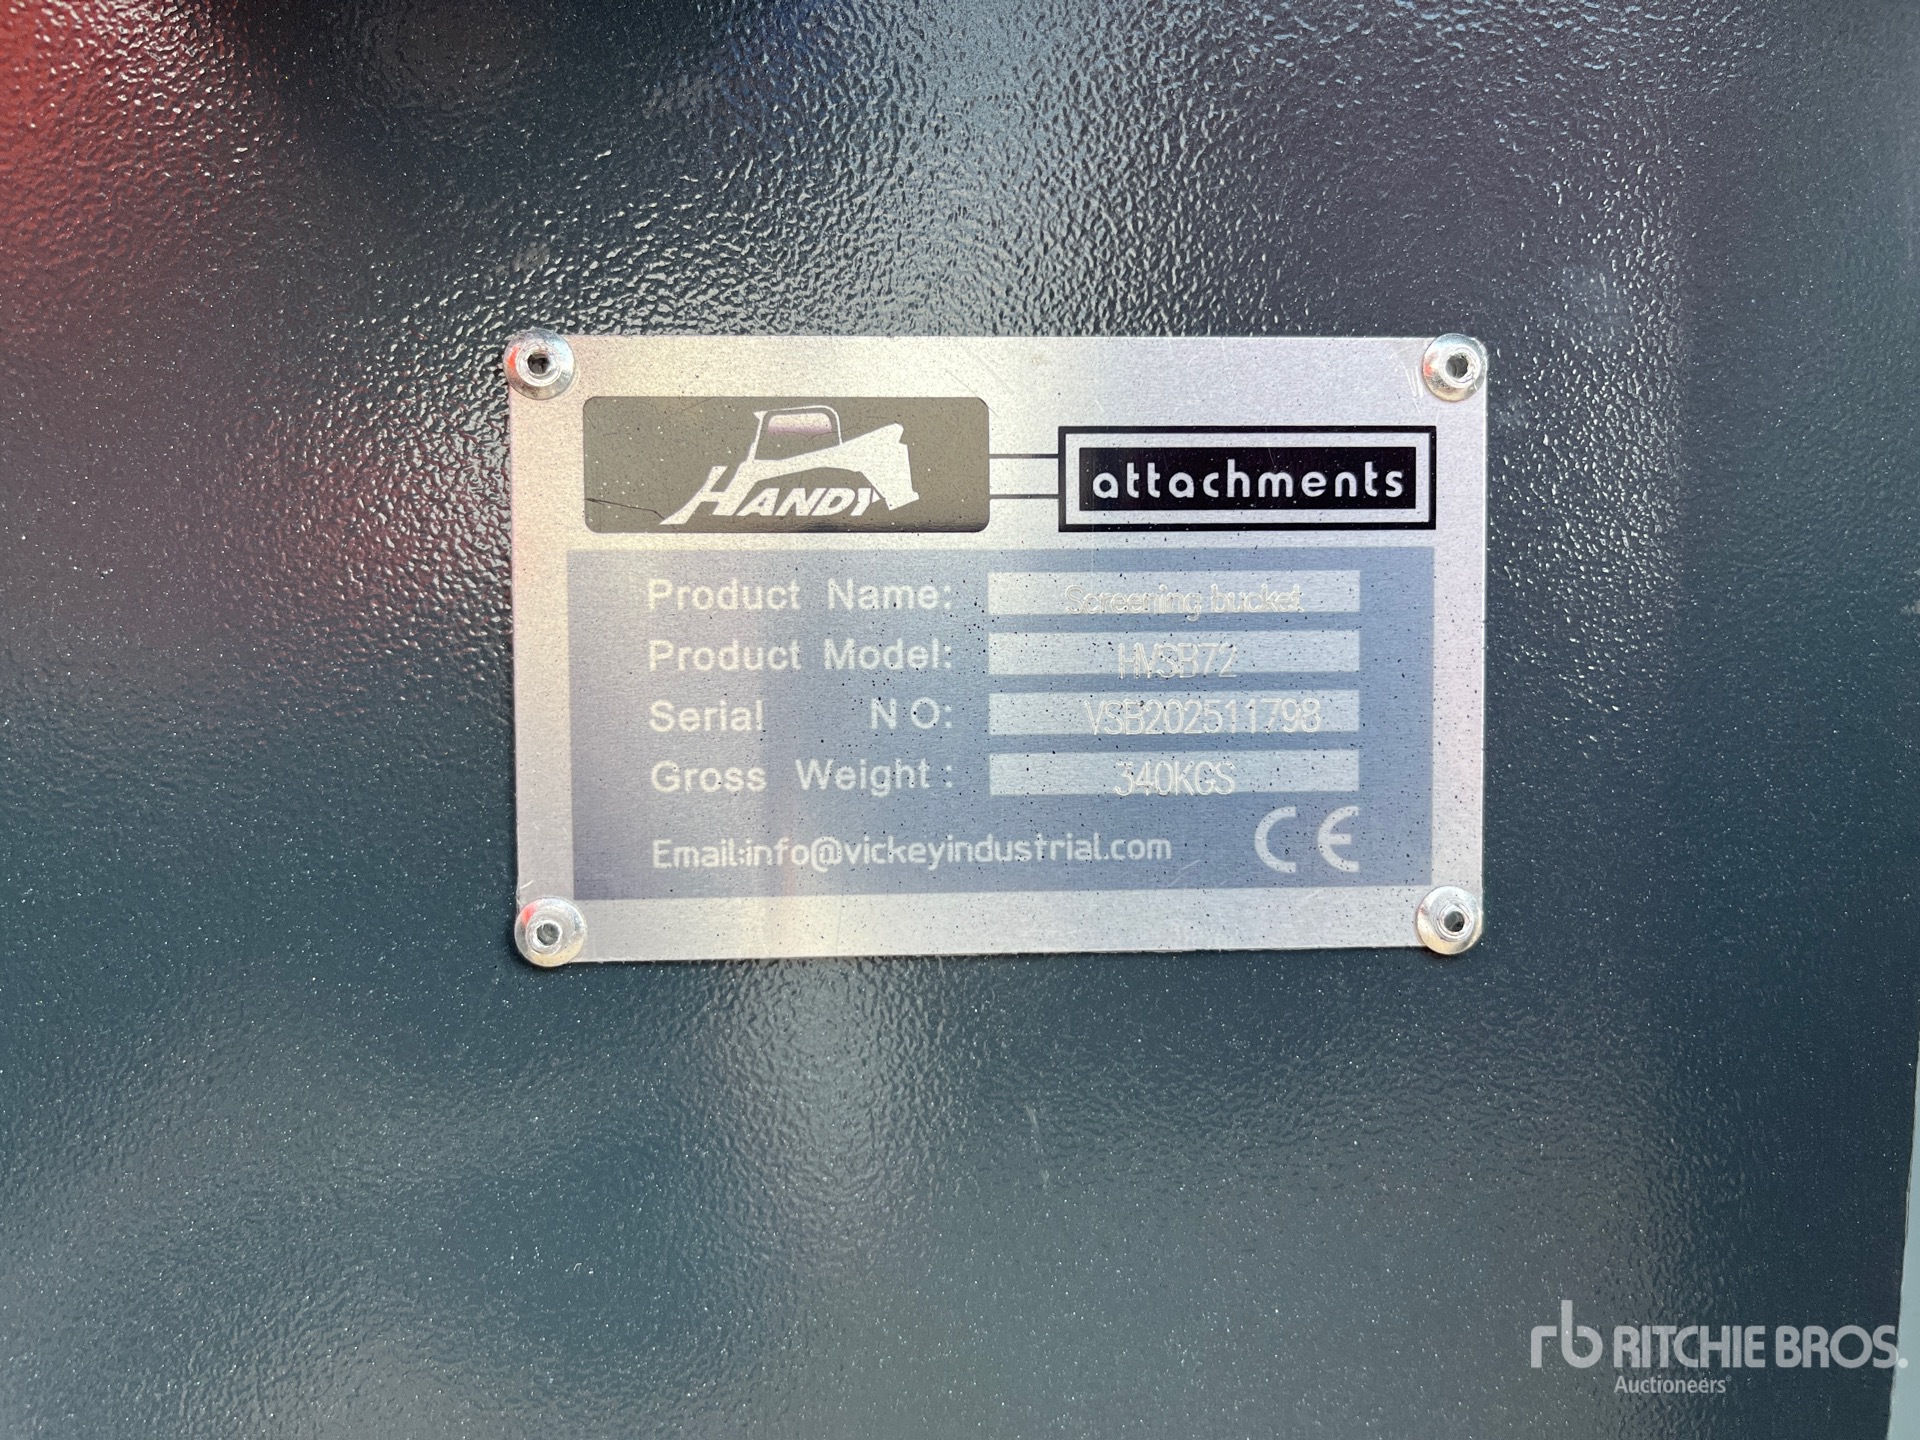 HANDY
attachments
Product Name: Screening bucket
Product Model: HVSB72
Serial NO: VSB202511798
Gross Weight: 340KGS
Email:info@vickeyindustrial.com
CE
rb RITCHIE BROS.
Auctioneers